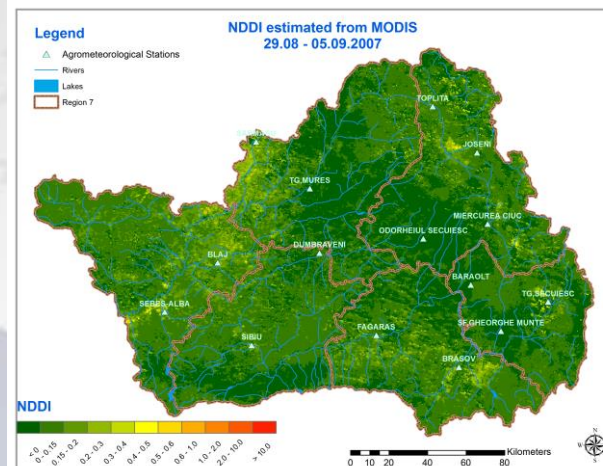 NDDI estimated from MODIS
29.08 - 05.09.2007
Legend
Agrometeorological Stations
Rivers
Lakes
Region 7
TOPLITA
JOSENI
TG.MURES
MIERCUREA CIUC
ODORHEIUL SECUIESC
DUMBRAVENI
BLAJ
BARAOLT
TG.SECUIESC
SEBES-ALBA
SF.GHEORGHE MUNTE
FAGARAS
SIBIU
BRASOV
NDDI
< 0
0 - 0.15
0.15 - 0.2
0.2 - 0.3
0.3 - 0.4
0.4 - 0.5
0.5 - 0.6
0.6 - 1.0
1.0 - 2.0
2.0 - 10.0
> 10.0
Kilometers
0 10 20 40 60 80
N
W
E
S